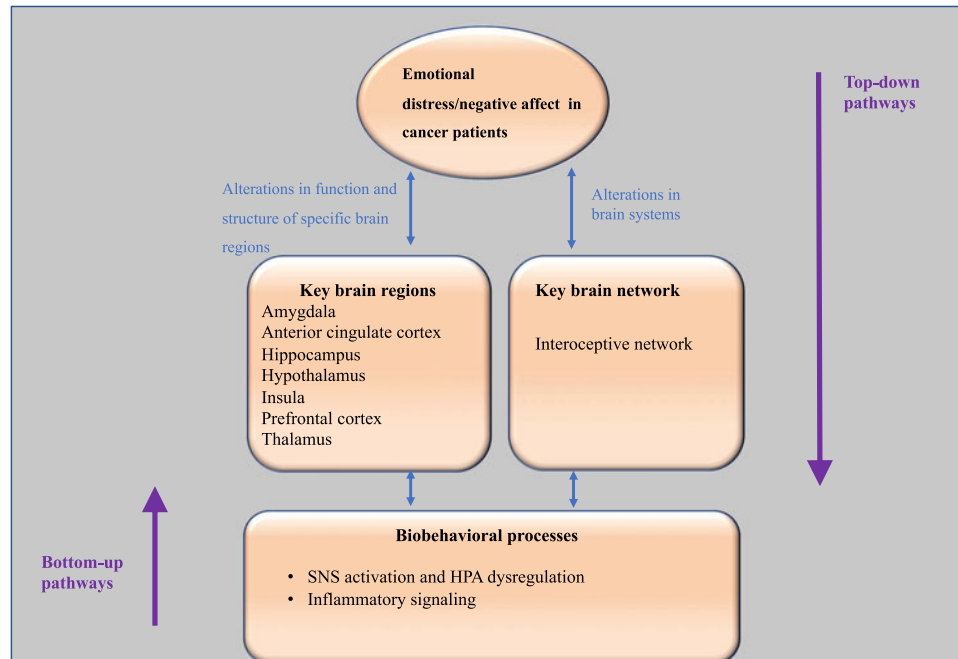 Emotional
distress/negative affect in
cancer patients
Top-down
pathways
Alterations in function and
structure of specific brain
regions
Alterations in
brain systems
Key brain regions
Amygdala
Anterior cingulate cortex
Hippocampus
Hypothalamus
Insula
Prefrontal cortex
Thalamus
Key brain network
Interoceptive network
Bottom-up
pathways
Biobehavioral processes
• SNS activation and HPA dysregulation
• Inflammatory signaling